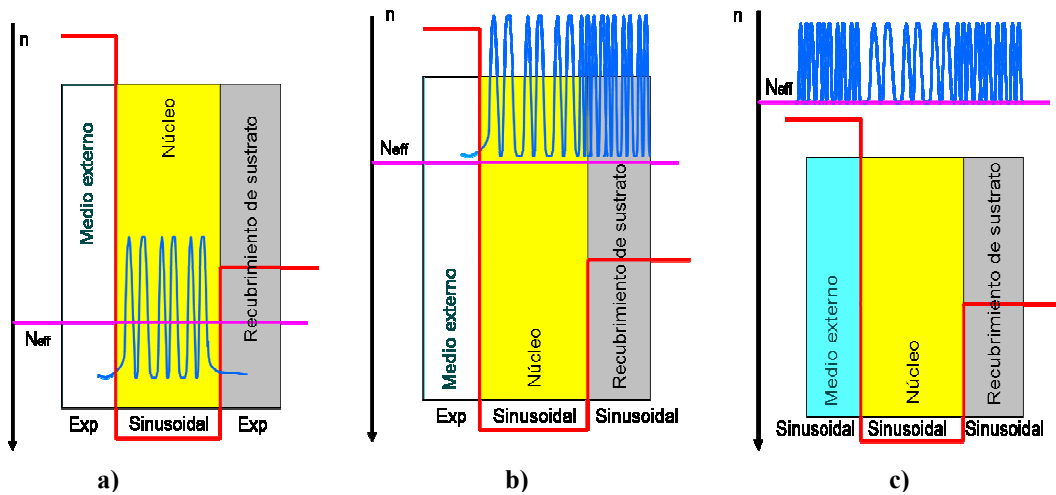 n
Neff
Medio externo
Núcleo
Recubrimiento de sustrato
Exp
Sinusoidal
Exp
a)
n
Neff
Medio externo
Núcleo
Recubrimiento de sustrato
Exp
Sinusoidal
Sinusoidal
b)
n
Neff
Medio externo
Núcleo
Recubrimiento de sustrato
Sinusoidal
Sinusoidal
Sinusoidal
c)